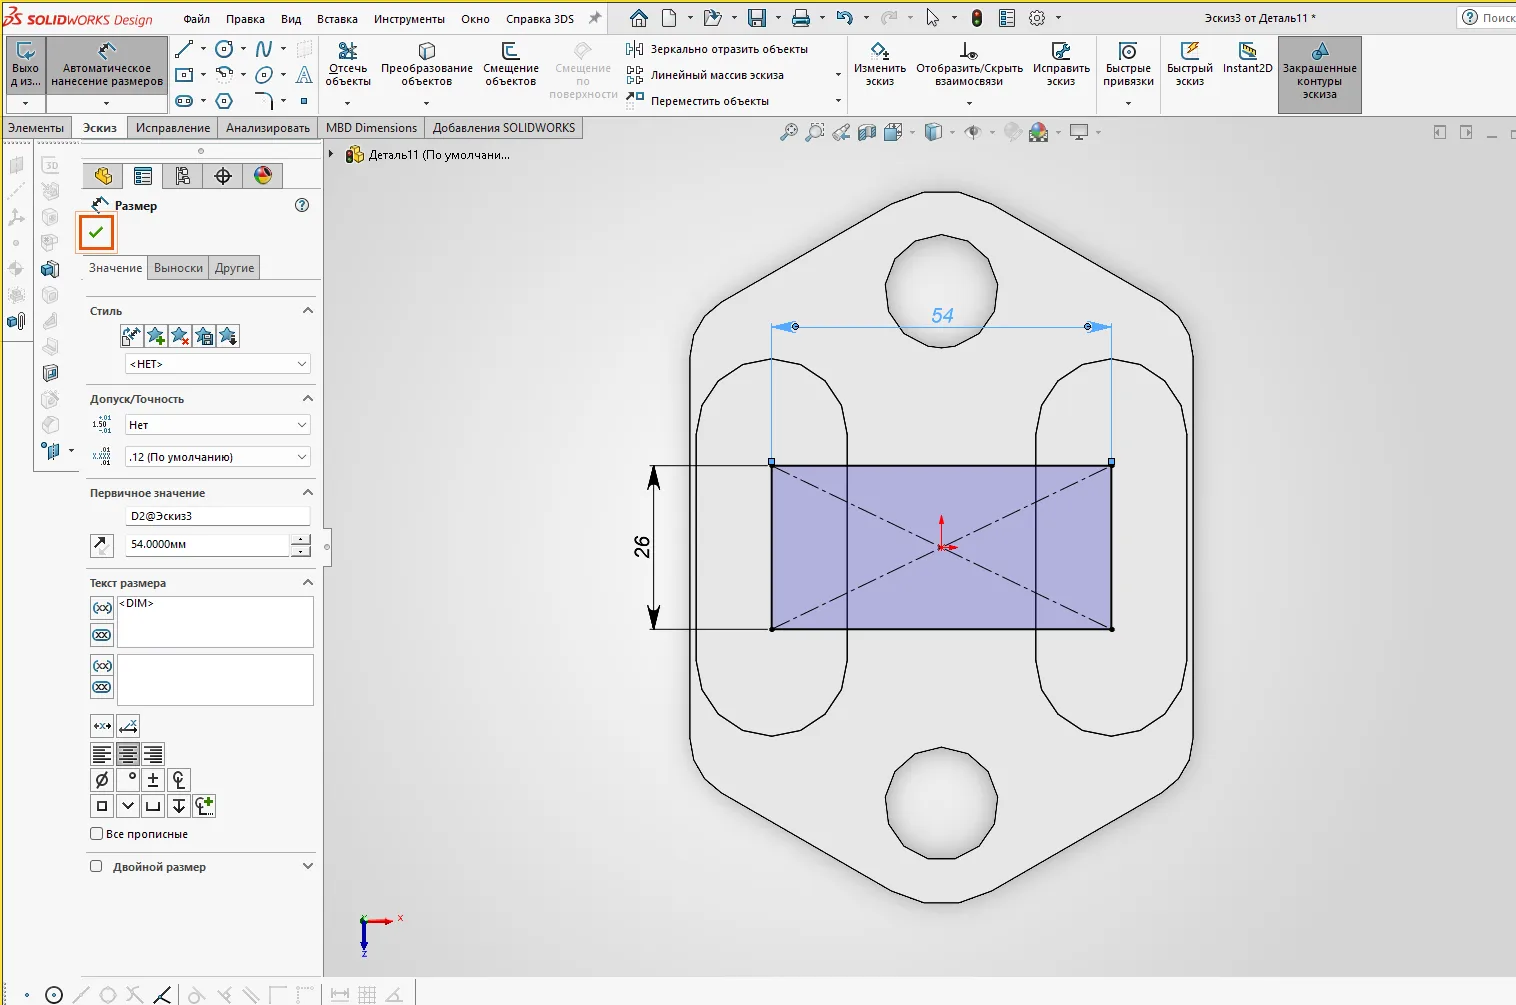 SOLIDWORKS Design
Файл Правка Вид Вставка Инструменты Окно Справка 3DS
Эскиз3 от Деталь11 *
Поиск
Выхо
д из...
Автоматическое
нанесение размеров
Отсечь
объекты
Преобразование
объектов
Смещение
объектов
Смещение
по
поверхности
Зеркально отразить объекты
Линейный массив эскиза
Переместить объекты
Изменить
эскиз
Отобразить/Скрыть
взаимосвязи
Исправить
эскиз
Быстрые
привязки
Быстрый
эскиз
Instant2D
Закрашенные
контуры
эскиза
Элементы Эскиз Исправление Анализировать MBD Dimensions Добавления SOLIDWORKS
Деталь11 (По умолчани...
Размер
Значение Выноски Другие
Стиль
<НЕТ>
Допуск/Точность
Нет
.12 (По умолчанию)
Первичное значение
D2@Эскиз3
54.0000мм
Текст размера
<DIM>
Все прописные
Двойной размер
54
26
X
Z